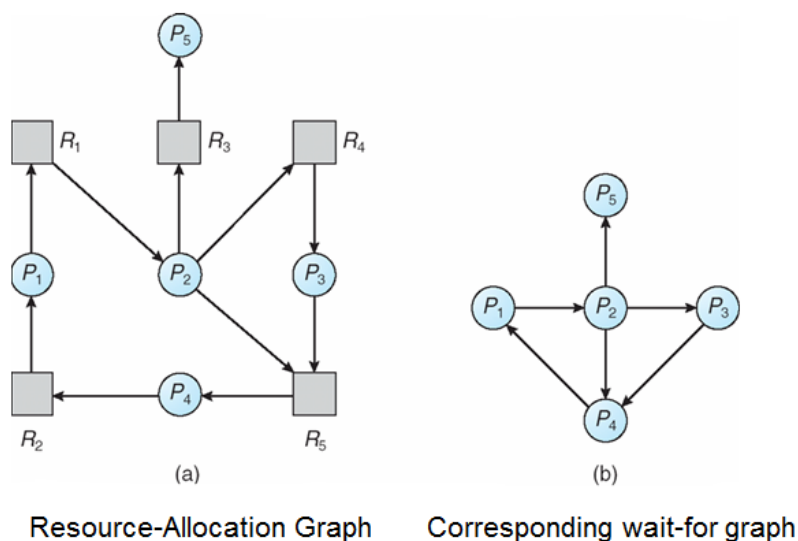 P5
R1
R3
R4
P1
P2
P3
P4
R2
R5
(a)
P5
P1
P2
P3
P4
(b)
Resource-Allocation Graph
Corresponding wait-for graph